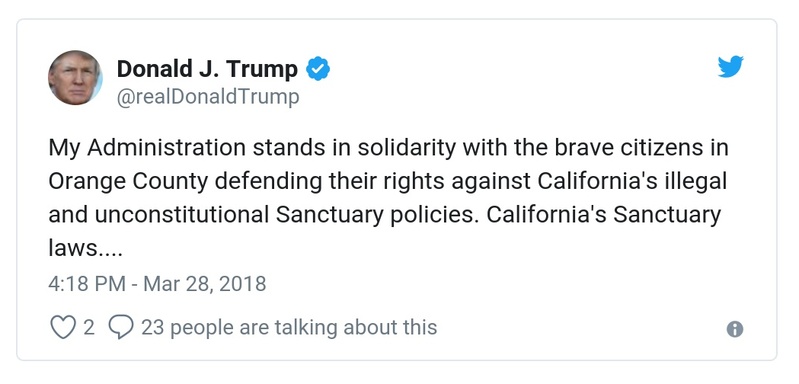 Donald J. Trump
@realDonaldTrump
My Administration stands in solidarity with the brave citizens in
Orange County defending their rights against California's illegal
and unconstitutional Sanctuary policies. California's Sanctuary
laws....
4:18 PM - Mar 28, 2018
2 23 people are talking about this